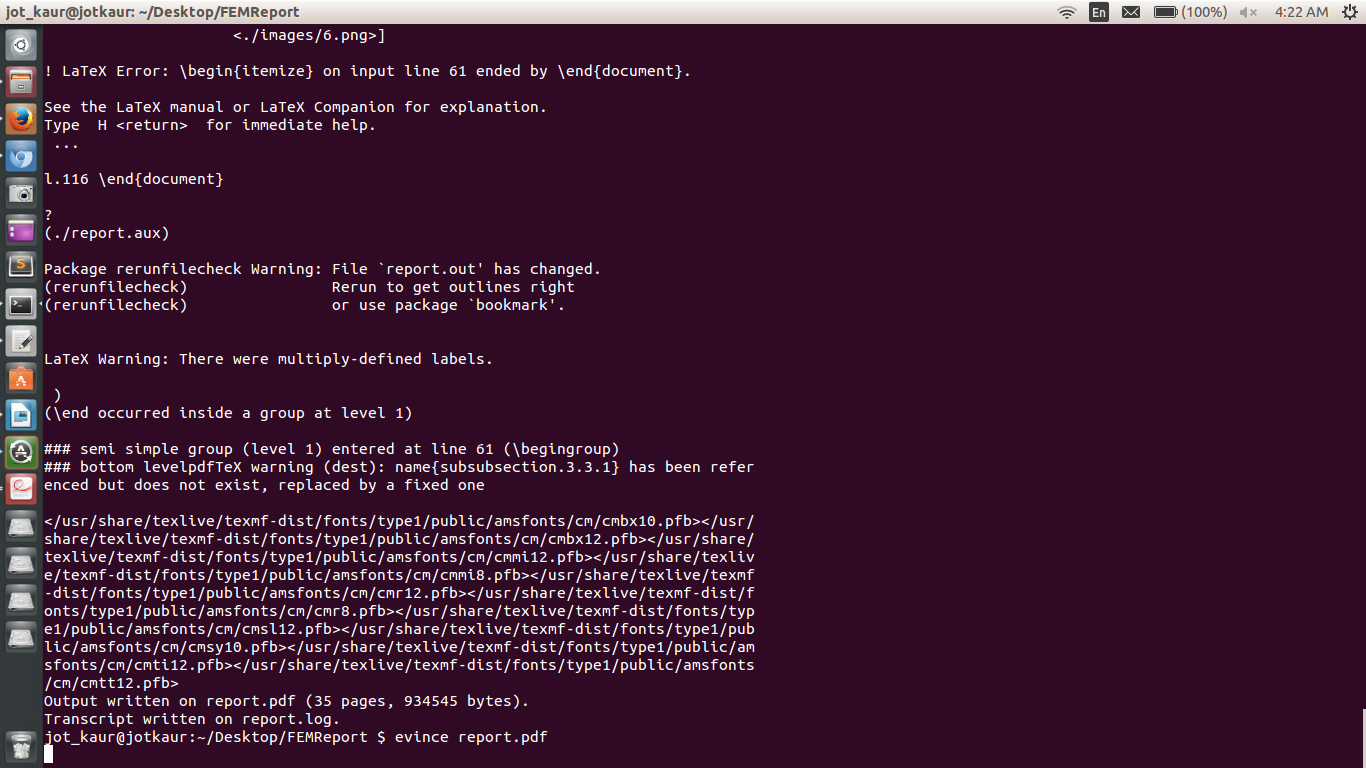 jot_kaur@jotkaur: ~/Desktop/FEMReport
En
(100%)
4:22 AM
<./images/6.png>]
! LaTeX Error: \begin{itemize} on input line 61 ended by \end{document}.
See the LaTeX manual or LaTeX Companion for explanation.
Type  H <return>  for immediate help.
...
l.116 \end{document}
?
(./report.aux)
Package rerunfilecheck Warning: File `report.out' has changed.
(rerunfilecheck)                Rerun to get outlines right
(rerunfilecheck)                or use package `bookmark'.
LaTeX Warning: There were multiply-defined labels.
)
(\end occurred inside a group at level 1)
### semi simple group (level 1) entered at line 61 (\begingroup)
### bottom levelpdfTeX warning (dest): name{subsubsection.3.3.1} has been refer
enced but does not exist, replaced by a fixed one
</usr/share/texlive/texmf-dist/fonts/type1/public/amsfonts/cm/cmbx10.pfb></usr/
share/texlive/texmf-dist/fonts/type1/public/amsfonts/cm/cmbx12.pfb></usr/share/
texlive/texmf-dist/fonts/type1/public/amsfonts/cm/cmmi12.pfb></usr/share/texliv
e/texmf-dist/fonts/type1/public/amsfonts/cm/cmmi8.pfb></usr/share/texlive/texmf
-dist/fonts/type1/public/amsfonts/cm/cmr12.pfb></usr/share/texlive/texmf-dist/f
onts/type1/public/amsfonts/cm/cmr8.pfb></usr/share/texlive/texmf-dist/fonts/typ
e1/public/amsfonts/cm/cmsl12.pfb></usr/share/texlive/texmf-dist/fonts/type1/pub
lic/amsfonts/cm/cmsy10.pfb></usr/share/texlive/texmf-dist/fonts/type1/public/am
sfonts/cm/cmti12.pfb></usr/share/texlive/texmf-dist/fonts/type1/public/amsfonts
/cm/cmtt12.pfb>
Output written on report.pdf (35 pages, 934545 bytes).
Transcript written on report.log.
jot_kaur@jotkaur:~/Desktop/FEMReport $ evince report.pdf